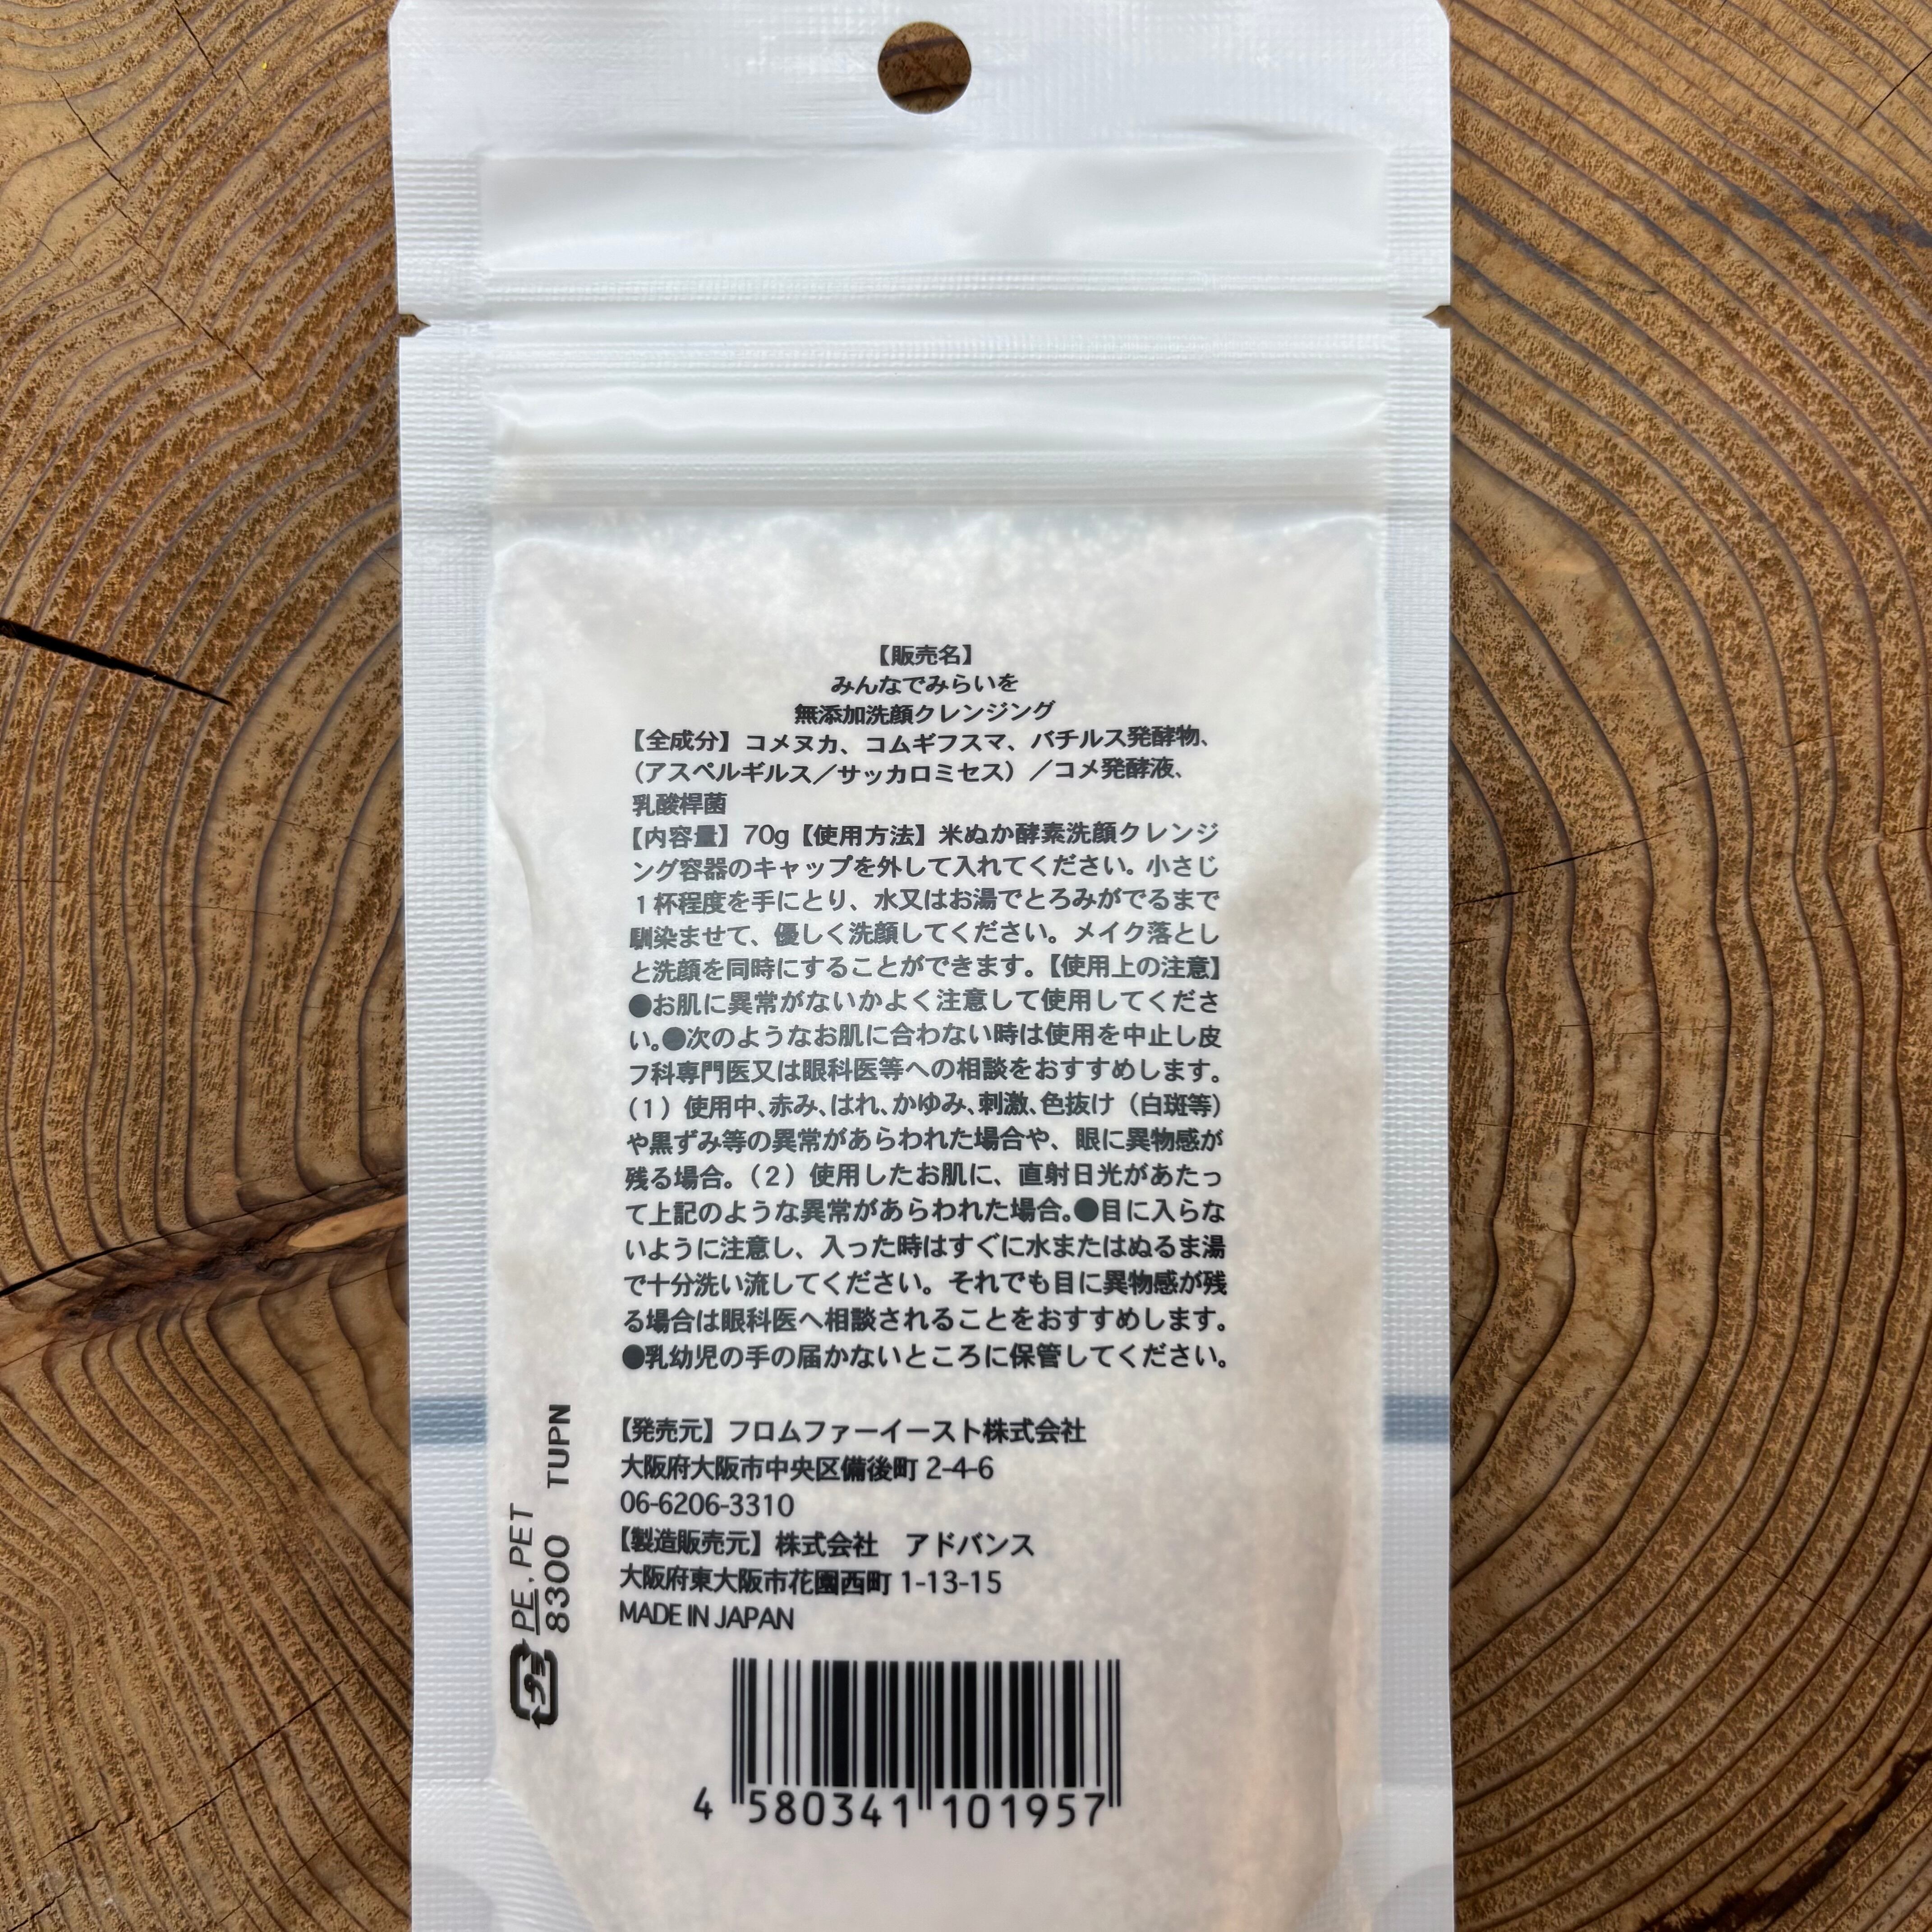 【販売名】
みんなでみらいを
無添加洗顔クレンジング
【全成分】コメヌカ、コムギフスマ、バチルス発酵物、
（アスペルギルス／サッカロミセス）／コメ発酵液、
乳酸桿菌
【内容量】70g【使用方法】米ぬか酵素洗顔クレンジ
ング容器のキャップを外して入れてください。小さじ
１杯程度を手にとり、水又はお湯でとろみがでるまで
馴染ませて、優しく洗顔してください。メイク落とし
と洗顔を同時にすることができます。【使用上の注意】
●お肌に異常がないかよく注意して使用してくださ
い。●次のようなお肌に合わない時は使用を中止し皮
フ科専門医又は眼科医等への相談をおすすめします。
（1）使用中、赤み、はれ、かゆみ、刺激、色抜け（白斑等）
や黒ずみ等の異常があらわれた場合や、眼に異物感が
残る場合。（2）使用したお肌に、直射日光があたっ
て上記のような異常があらわれた場合。●目に入らな
いように注意し、入った時はすぐに水またはぬるま湯
で十分洗い流してください。それでも目に異物感が残
る場合は眼科医へ相談されることをおすすめします。
●乳幼児の手の届かないところに保管してください。
【発売元】フロムファーイースト株式会社
大阪府大阪市中央区備後町 2-4-6
06-6206-3310
【製造販売元】株式会社　アドバンス
大阪府東大阪市花園西町 1-13-15
MADE IN JAPAN
プラ PE, PET
8300 TUPN
4 580341 101957